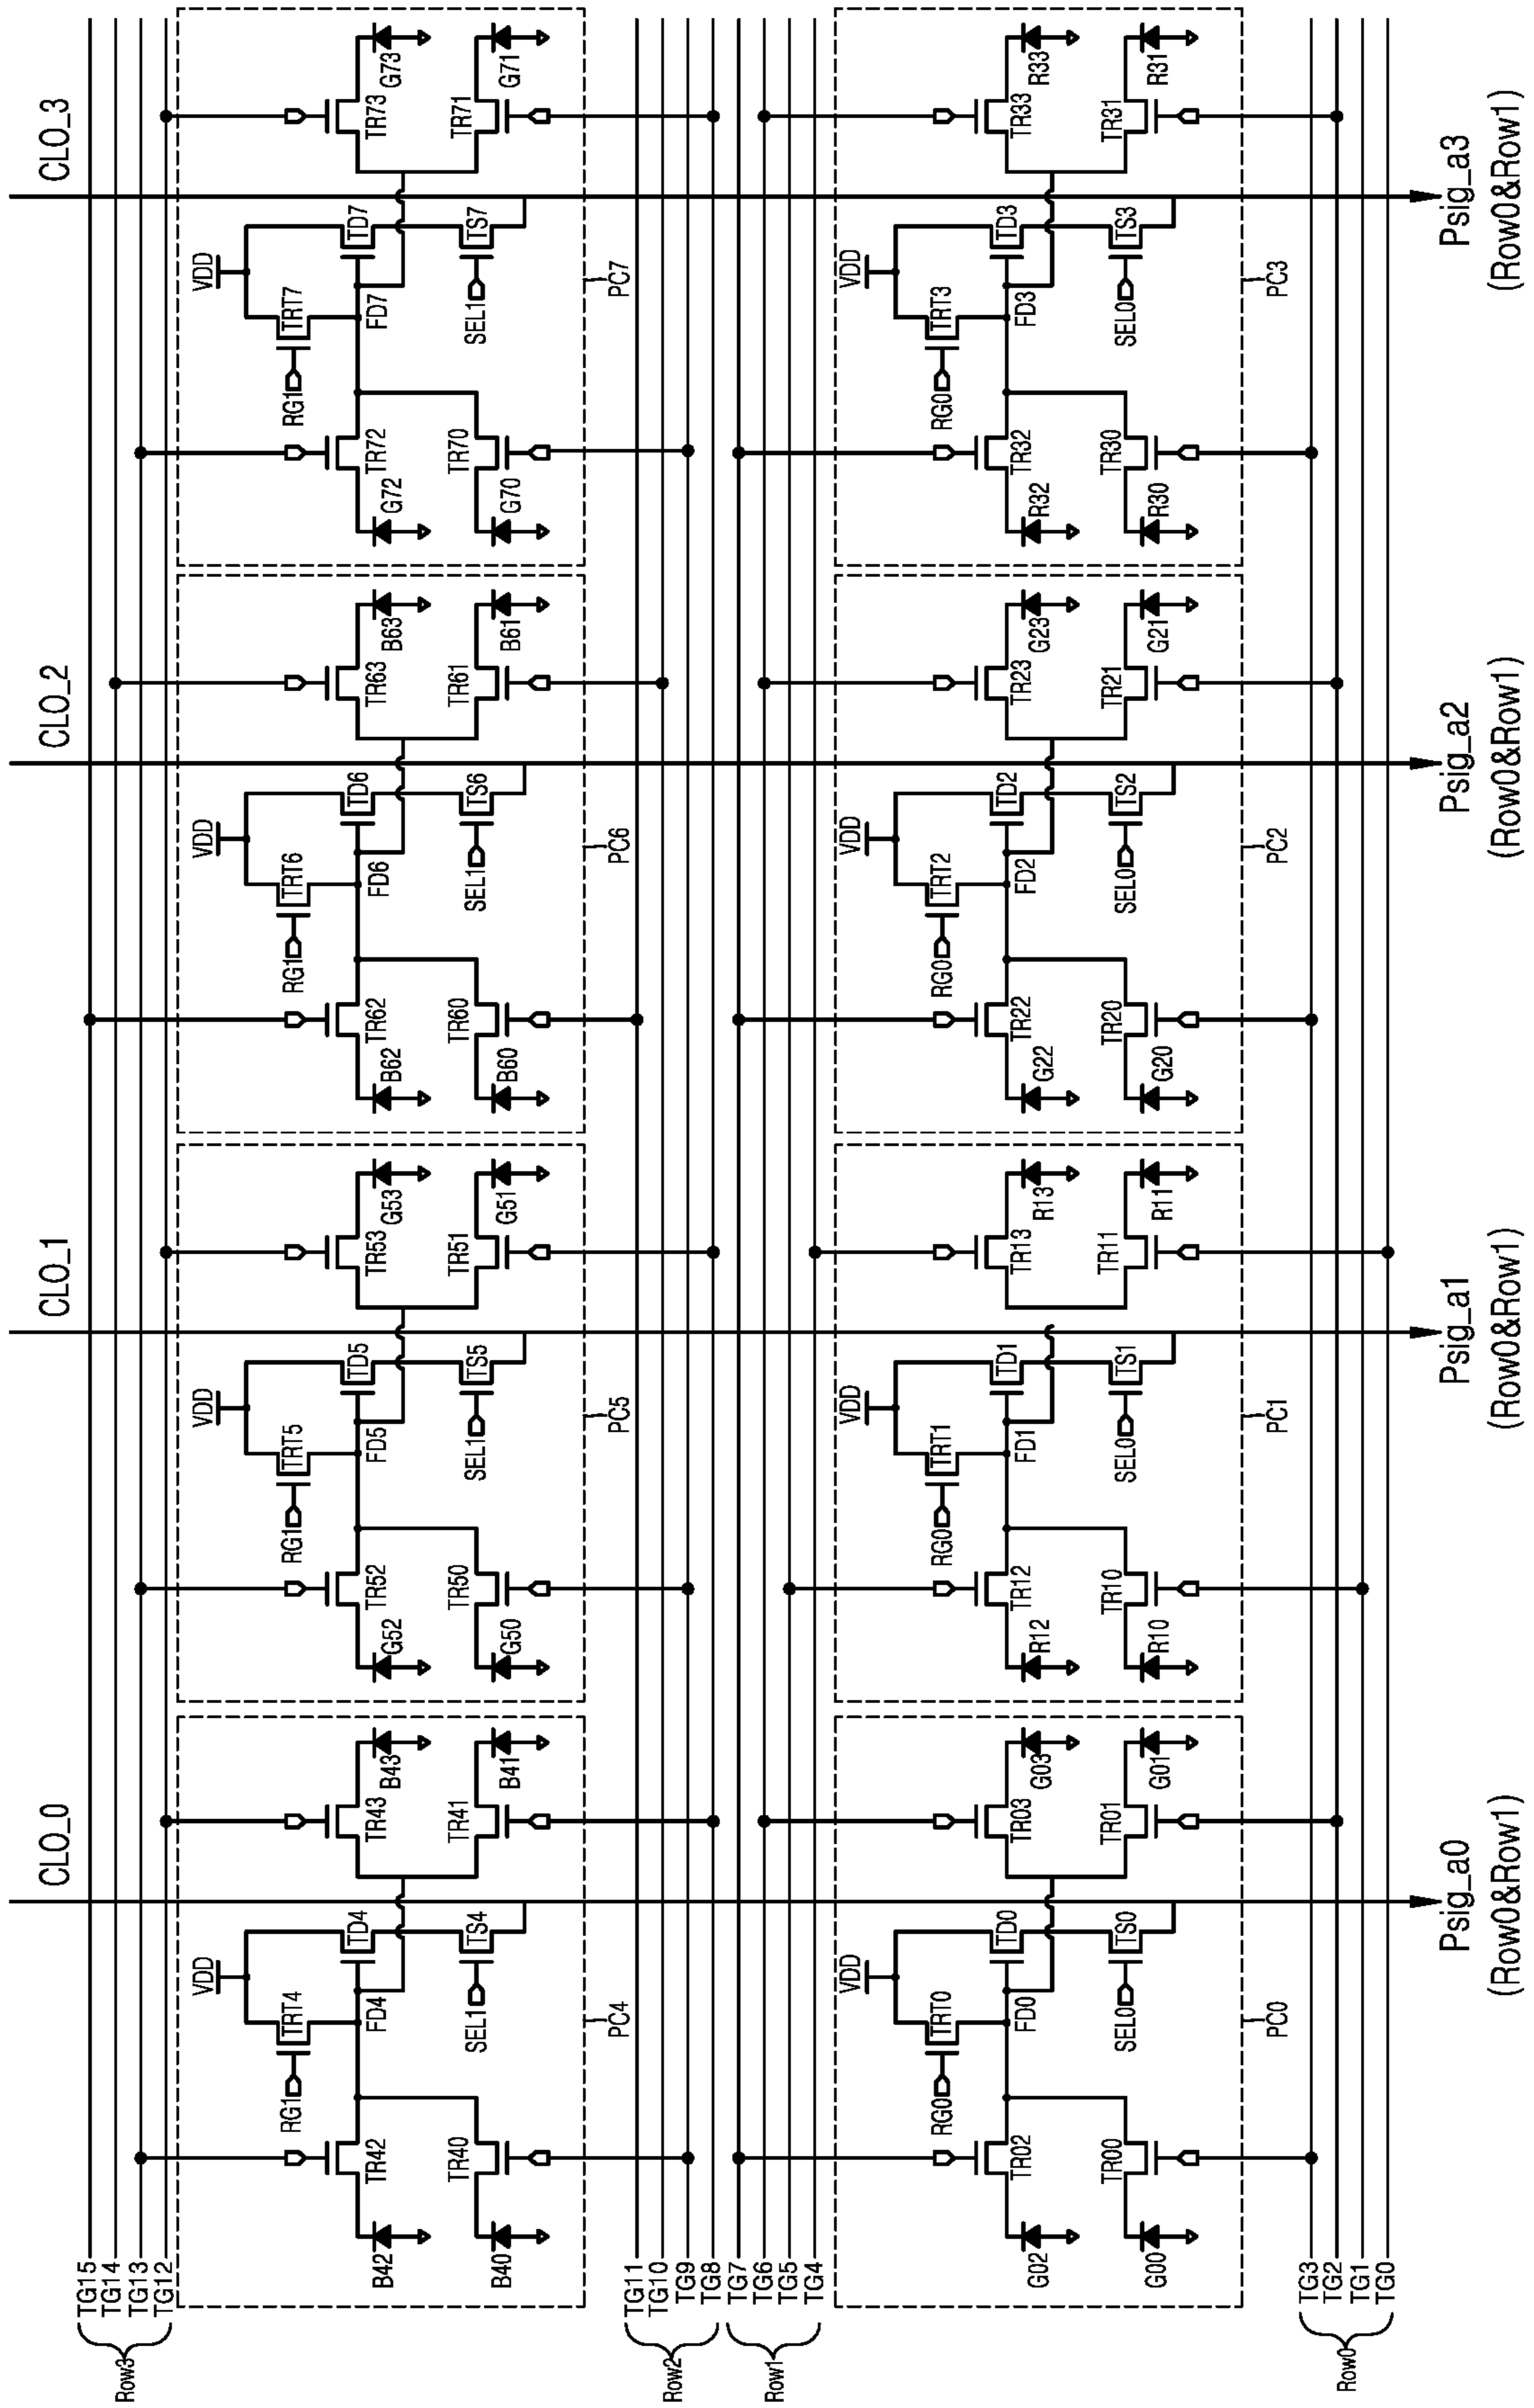 CLO_0
CLO_1
CLO_2
CLO_3
TG15
TG14
TG13
TG12
Row3
VDD
TRT4
RG1
TR42
B42
TR40
B40
FD4
TD4
SEL1
TS4
TR43
B43
TR41
B41
PC4
VDD
TRT5
RG1
TR52
G52
TR50
G50
FD5
TD5
SEL1
TS5
TR53
G53
TR51
G51
PC5
VDD
TRT6
RG1
TR62
B62
TR60
B60
FD6
TD6
SEL1
TS6
TR63
B63
TR61
B61
PC6
VDD
TRT7
RG1
TR72
G72
TR70
G70
FD7
TD7
SEL1
TS7
TR73
G73
TR71
G71
PC7
TG11
TG10
TG9
TG8
Row2
TG7
TG6
TG5
TG4
Row1
VDD
TRT0
RG0
TR02
G02
TR00
G00
FD0
TD0
SEL0
TS0
TR03
G03
TR01
G01
PC0
VDD
TRT1
RG0
TR12
R12
TR10
R10
FD1
TD1
SEL0
TS1
TR13
R13
TR11
R11
PC1
VDD
TRT2
RG0
TR22
G22
TR20
G20
FD2
TD2
SEL0
TS2
TR23
G23
TR21
G21
PC2
VDD
TRT3
RG0
TR32
R32
TR30
R30
FD3
TD3
SEL0
TS3
TR33
R33
TR31
R31
PC3
TG3
TG2
TG1
TG0
Row0
Psig_a0
(Row0&Row1)
Psig_a1
(Row0&Row1)
Psig_a2
(Row0&Row1)
Psig_a3
(Row0&Row1)